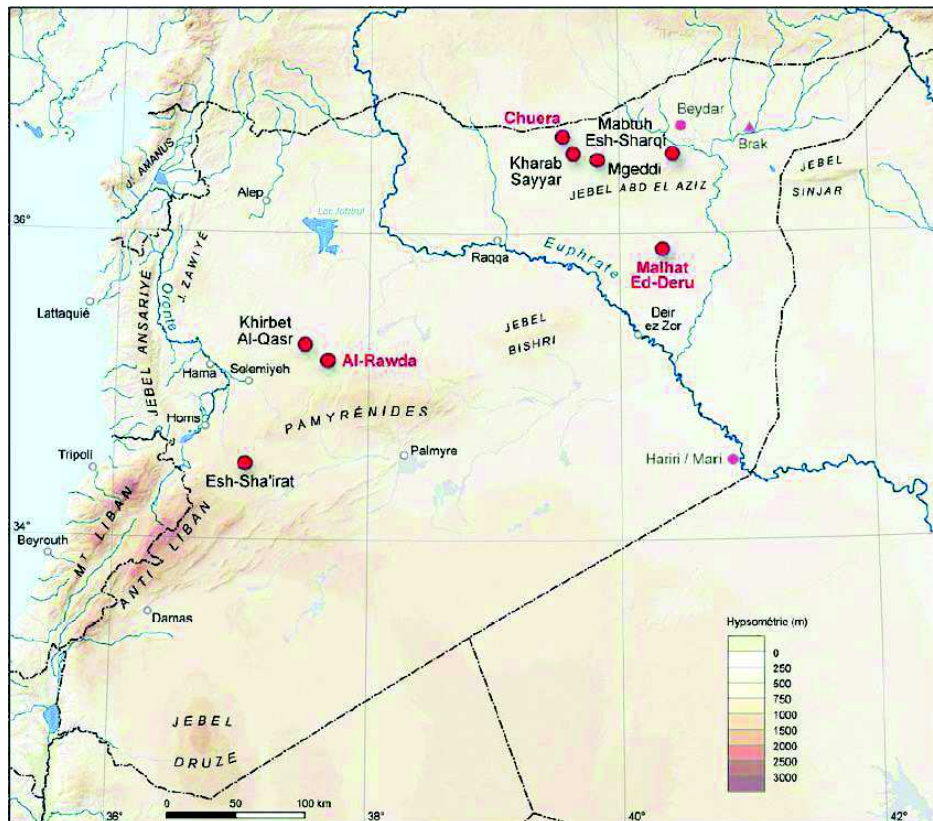 Chuera
Mabtuh
Esh-Sharqi
Beydar
Brak
Kharab
Sayyar
Mgeddi
JEBEL ABD EL AZIZ
JEBEL
SINJAR
J. AMANUS
Alep
Lac Jabbul
36°
Raqqa
Euphrate
Malhat
Ed-Deru
Deir
ez Zor
J. ZAWIYÉ
Oronte
JEBEL ANSARIYÉ
Lattaquié
Khirbet
Al-Qasr
Al-Rawda
JEBEL
BISHRI
Hama
Selemiyeh
Homs
PAMYRÉNIDES
Palmyre
Tripoli
Esh-Sha'irat
Hariri / Mari
MT LIBAN
ANTI LIBAN
34°
Beyrouth
Damas
JEBEL
DRUZE
Hypsométrie (m)
0
250
500
750
1000
1500
2000
2500
3000
0 50 100 km
36° 38° 40° 42°